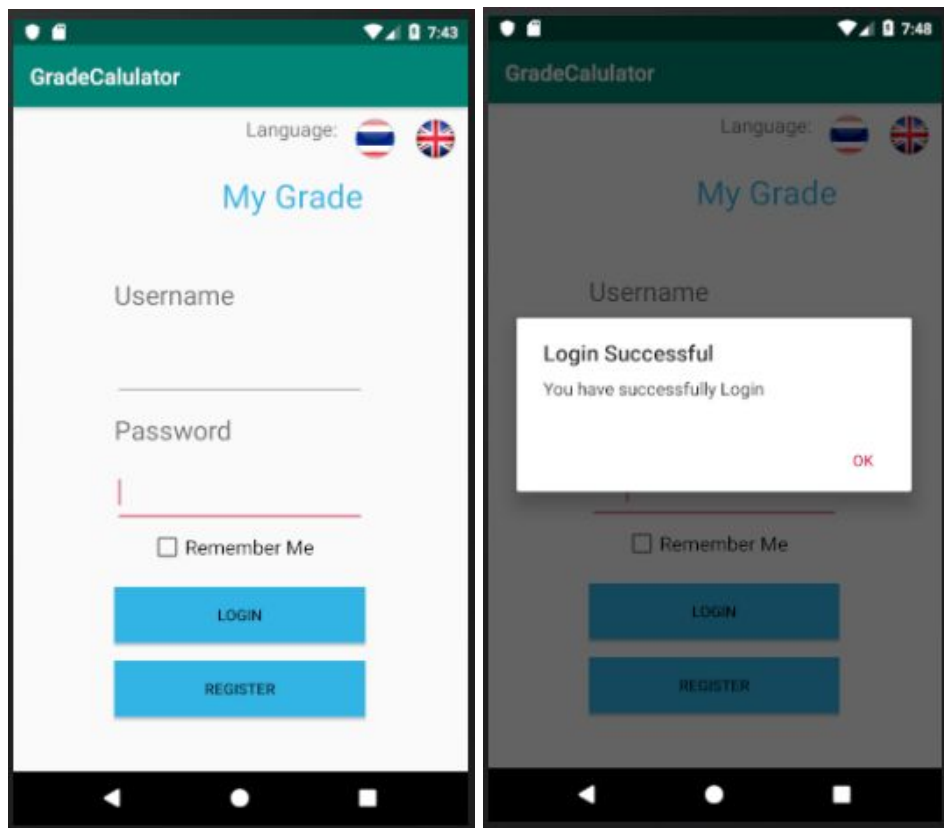 7:43
GradeCalulator
Language:
My Grade
Username
Password
Remember Me
LOGIN
REGISTER
7:48
GradeCalulator
Language:
My Grade
Username
Login Successful
You have successfully Login
OK
Remember Me
LOGIN
REGISTER